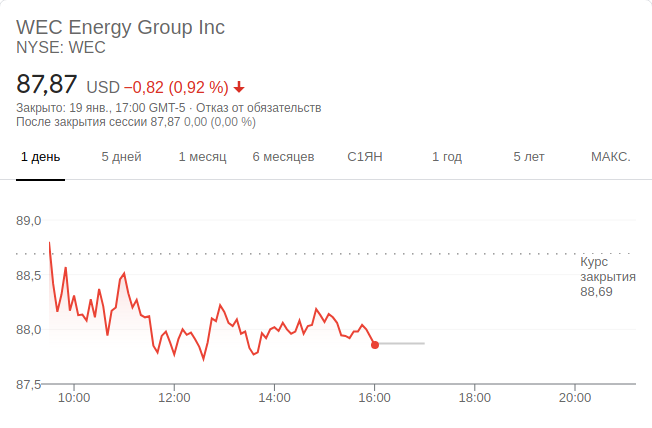 WEC Energy Group Inc
NYSE: WEC
87,87 USD −0,82 (0,92 %)
Закрыто: 19 янв., 17:00 GMT-5 · Отказ от обязательств
После закрытия сессии 87,87 0,00 (0,00 %)
1 день 5 дней 1 месяц 6 месяцев С1ЯН 1 год 5 лет МАКС.
89,0
Курс
закрытия
88,69
88,5
88,0
87,5
10:00 12:00 14:00 16:00 18:00 20:00